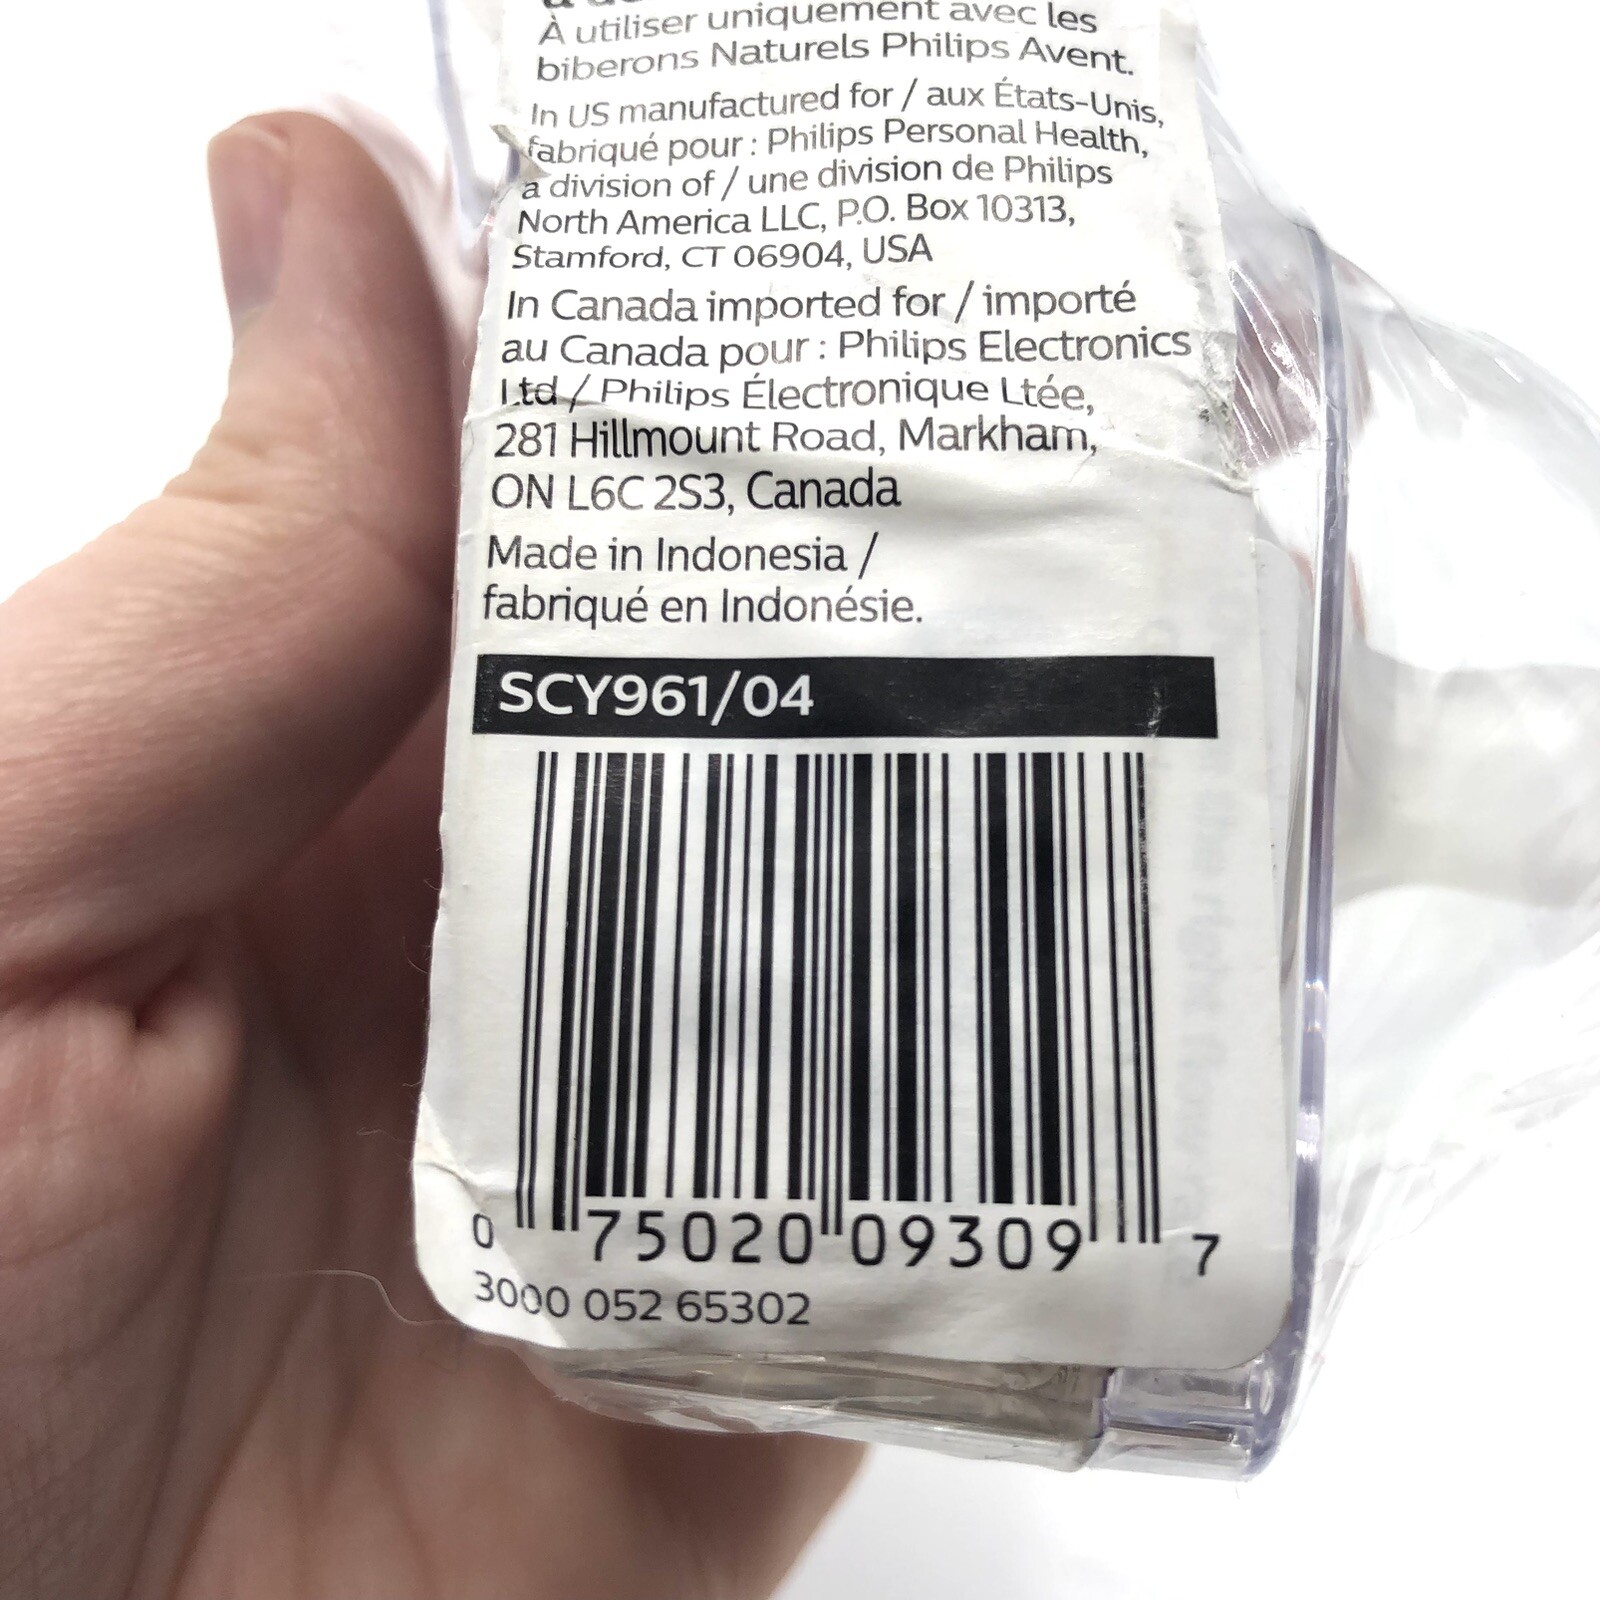 À utiliser uniquement avec les
biberons Naturels Philips Avent.
In US manufactured for / aux États-Unis,
fabriqué pour : Philips Personal Health,
a division of / une division de Philips
North America LLC, P.O. Box 10313,
Stamford, CT 06904, USA
In Canada imported for / importé
au Canada pour : Philips Electronics
Ltd / Philips Électronique Ltée,
281 Hillmount Road, Markham,
ON L6C 2S3, Canada
Made in Indonesia /
fabriqué en Indonésie.
SCY961/04
0 75020 09309 7
3000 052 65302